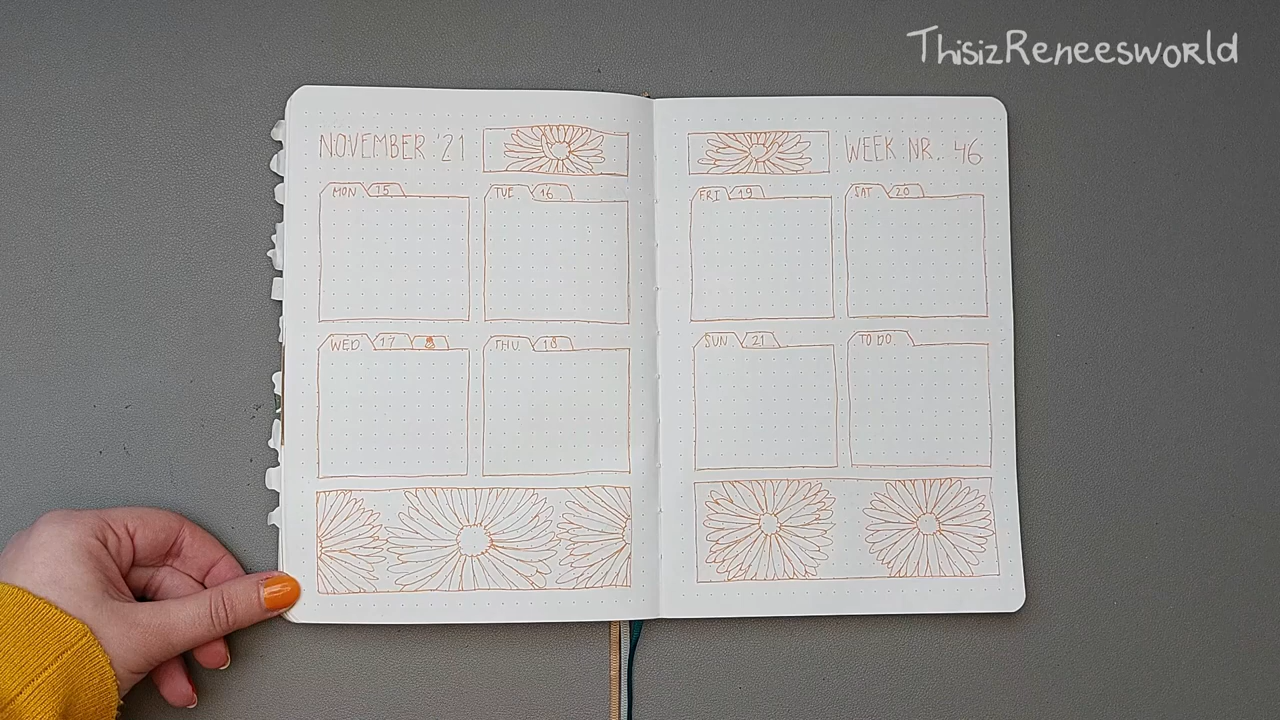 ThisizReneesworld
NOVEMBER '21
WEEK NR.: 46
MON 15
TUE 16
FRI 19
SAT 20
WED 17
THU 18
SUN 21
TO DO